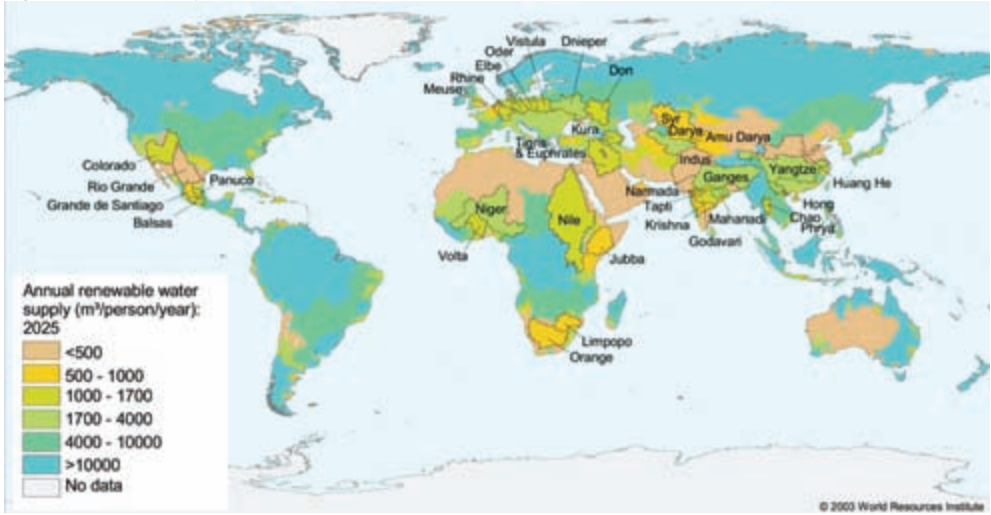 Vistula
Dnieper
Oder
Elbe
Rhine
Meuse
Don
Kura
Tigris
& Euphrates
Syr
Darya
Amu Darya
Indus
Ganges
Yangtze
Huang He
Narmada
Tapti
Krishna
Mahanadi
Godavari
Hong
Chao
Phrya
Colorado
Rio Grande
Grande de Santiago
Panuco
Balsas
Niger
Nile
Volta
Jubba
Limpopo
Orange
Annual renewable water
supply (m³/person/year):
2025
<500
500 - 1000
1000 - 1700
1700 - 4000
4000 - 10000
>10000
No data
© 2003 World Resources Institute